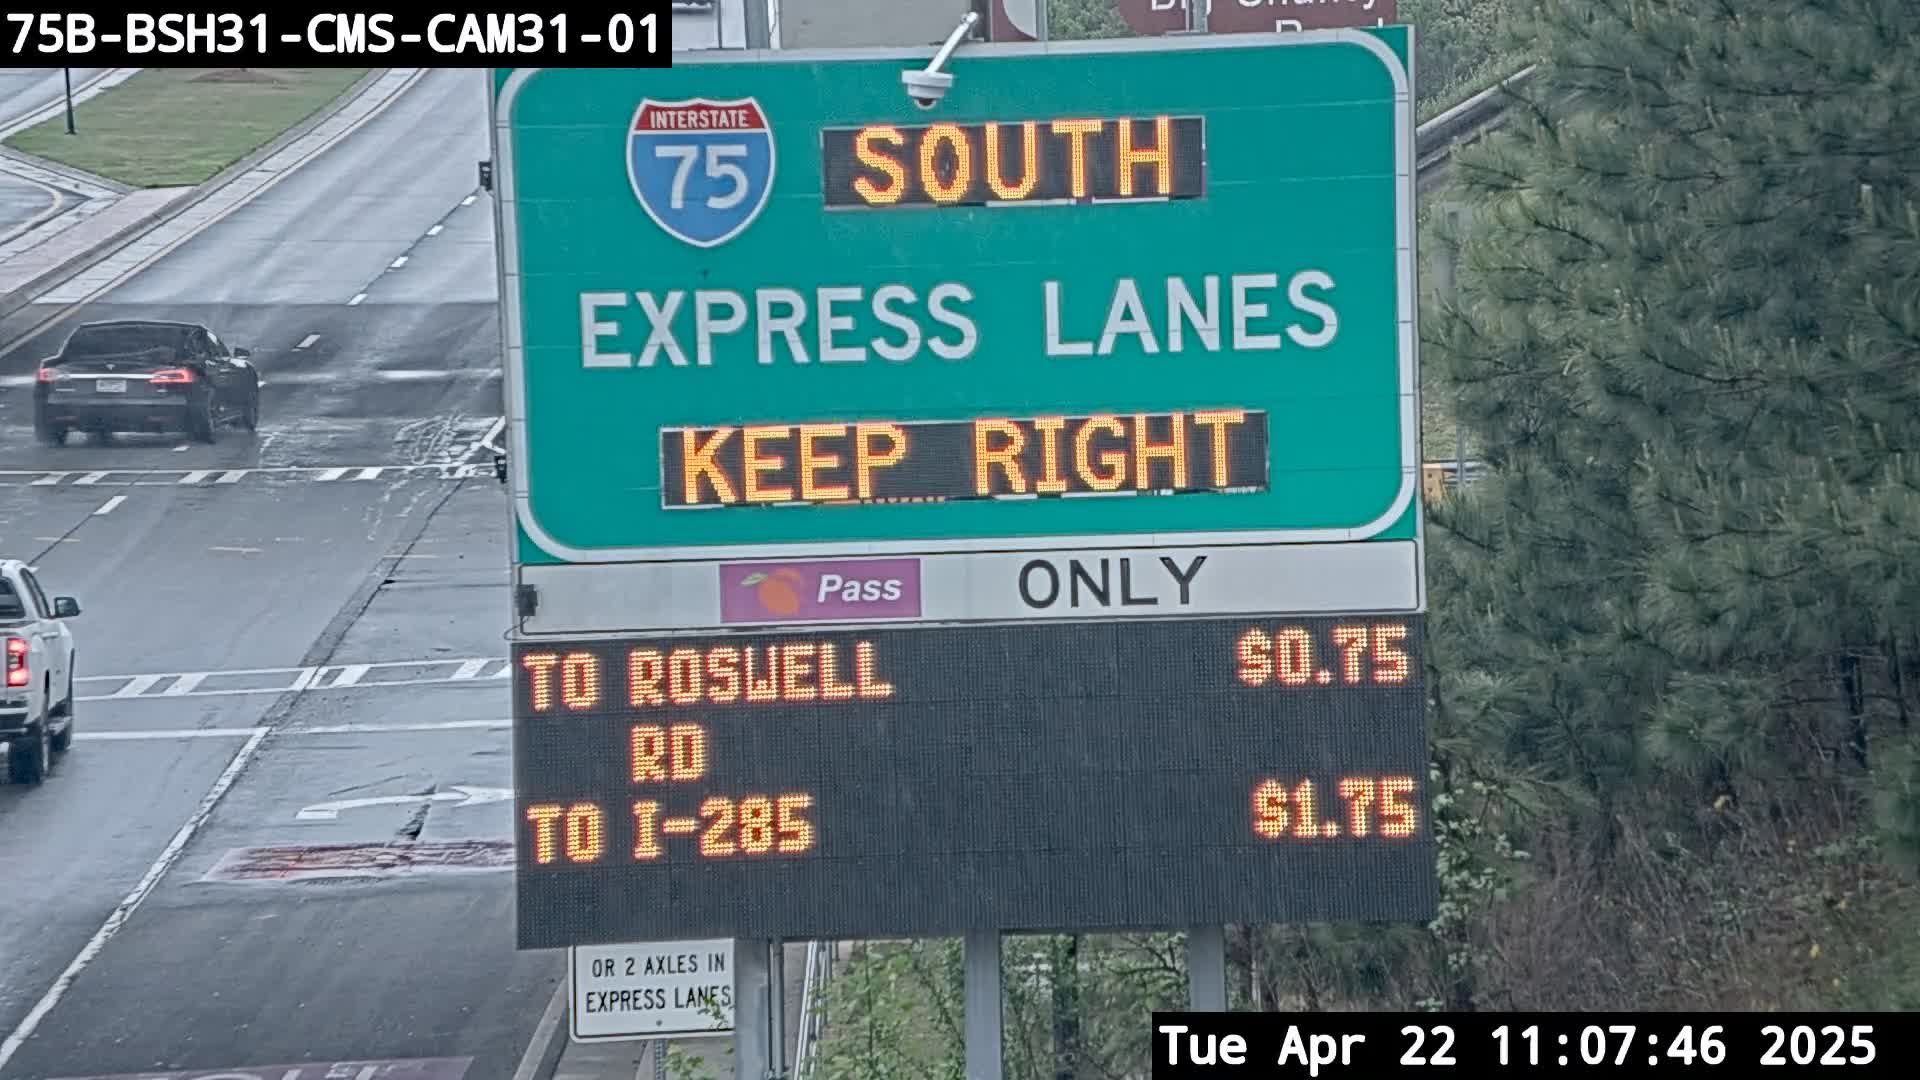 75B-BSH31-CMS-CAM31-01
INTERSTATE
75
SOUTH
EXPRESS LANES
KEEP RIGHT
Pass
ONLY
TO ROSWELL $0.75
RD
TO I-285 $1.75
OR 2 AXLES IN
EXPRESS LANES
Tue Apr 22 11:07:46 2025